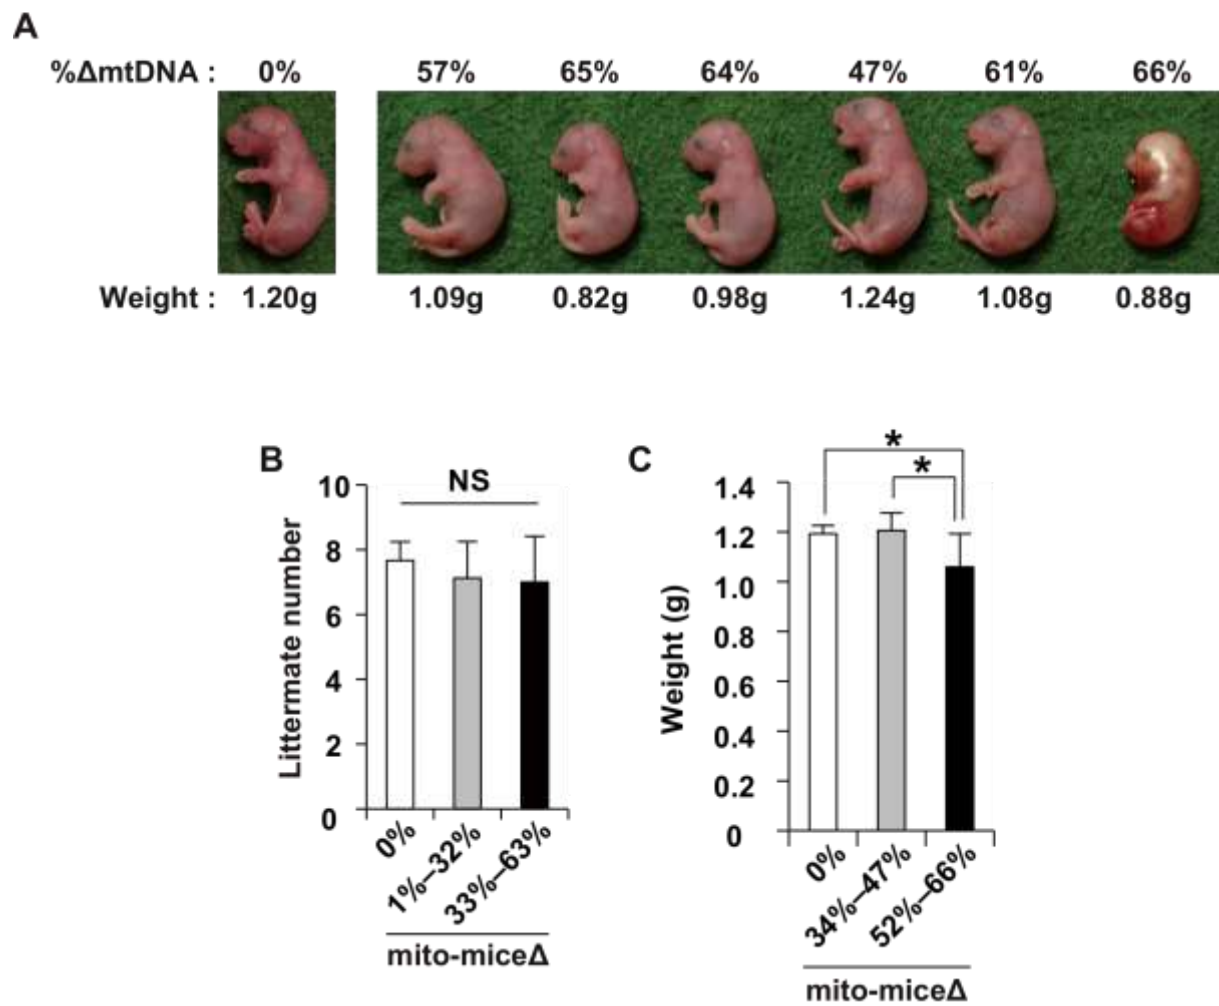 A
%ΔmtDNA : 0% 57% 65% 64% 47% 61% 66%
Weight : 1.20g 1.09g 0.82g 0.98g 1.24g 1.08g 0.88g
B
NS
Littermate number
10
8
6
4
2
0
0%
1%–32%
33%–63%
mito-miceΔ
C
*
*
Weight (g)
1.4
1.2
1.0
0.8
0.6
0.4
0.2
0
0%
34%–47%
52%–66%
mito-miceΔ